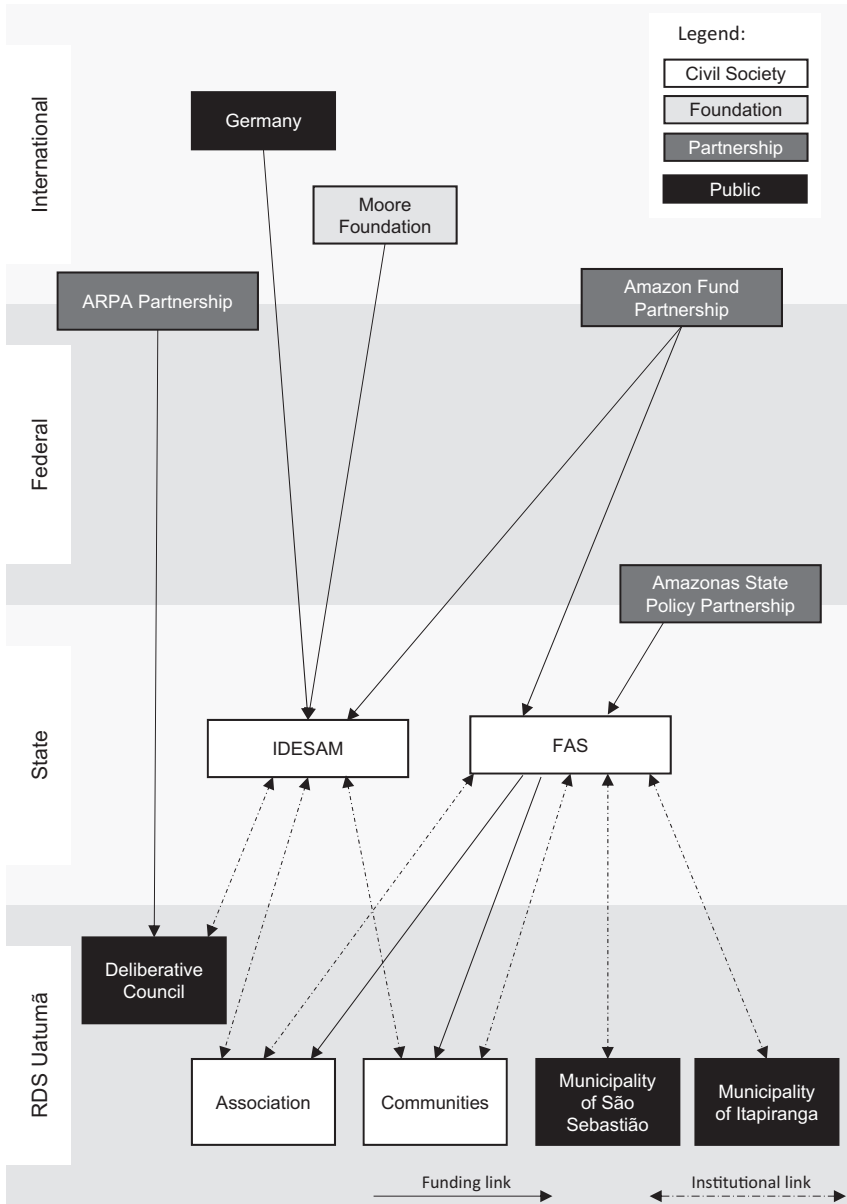 Legend:
Civil Society
Foundation
Partnership
Public
International
Germany
Moore
Foundation
ARPA Partnership
Amazon Fund
Partnership
Federal
Amazonas State
Policy Partnership
State
IDESAM
FAS
RDS Uatumã
Deliberative
Council
Association
Communities
Municipality
of São
Sebastião
Municipality
of Itapiranga
Funding link
Institutional link